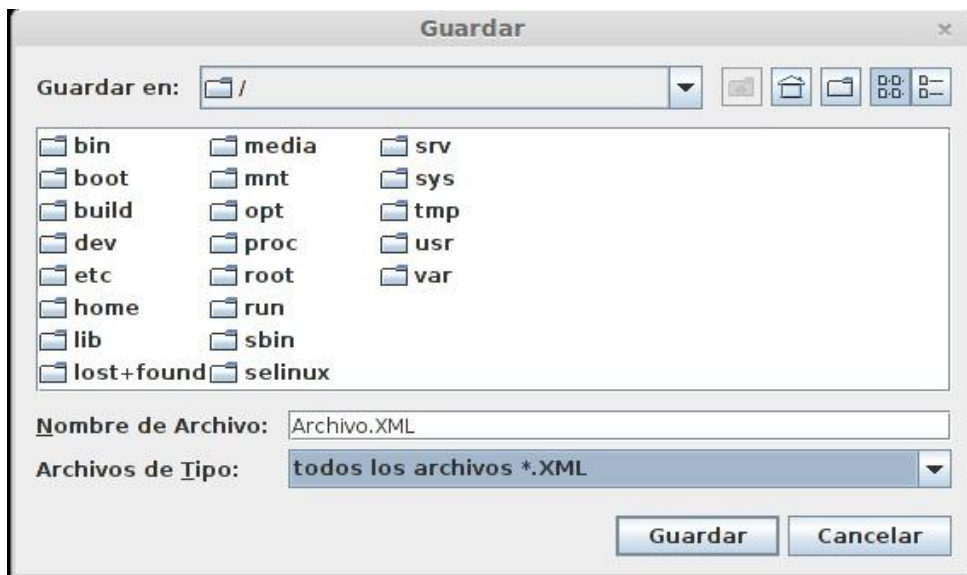 Guardar
Guardar en: /
bin media srv
boot mnt sys
build opt tmp
dev proc usr
etc root var
home run
lib sbin
lost+found selinux
Nombre de Archivo: Archivo.XML
Archivos de Tipo: todos los archivos *.XML
Guardar Cancelar